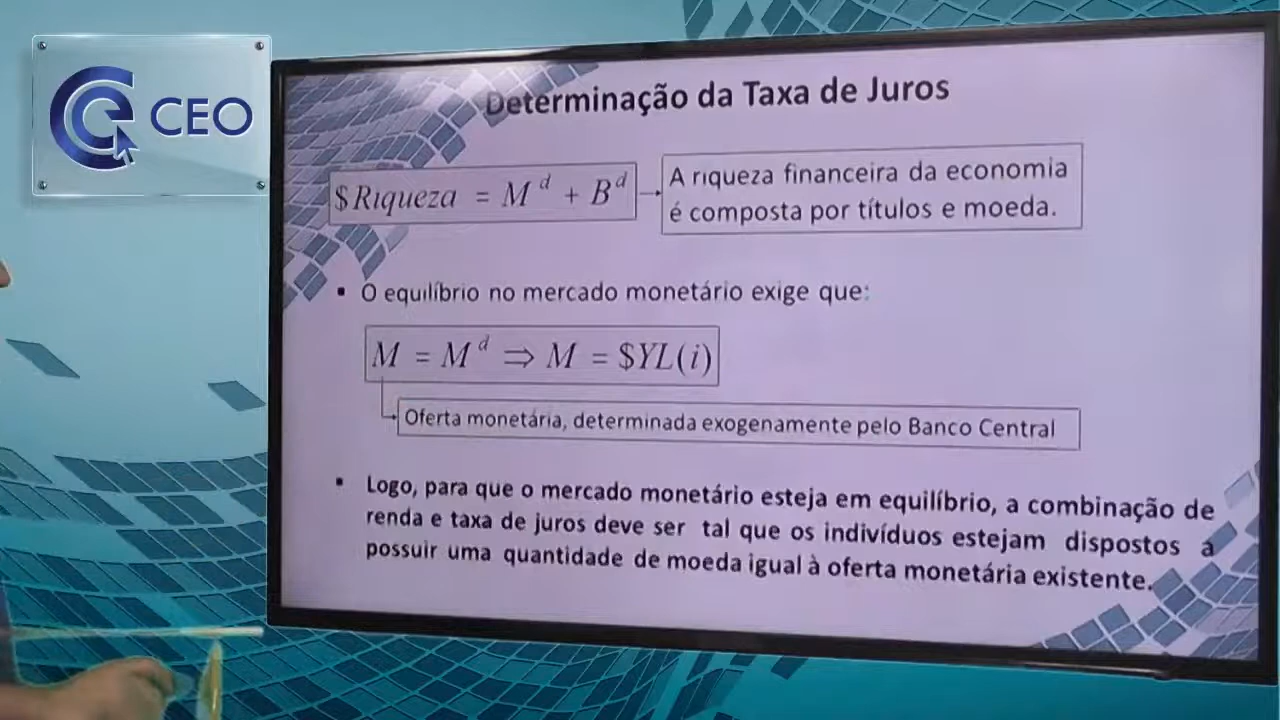 CEO
Determinação da Taxa de Juros
$Riqueza = M^d + B^d
A riqueza financeira da economia
é composta por títulos e moeda.
▪ O equilíbrio no mercado monetário exige que:
M = M^d ⇒ M = $YL(i)
Oferta monetária, determinada exogenamente pelo Banco Central
▪ Logo, para que o mercado monetário esteja em equilíbrio, a combinação de
renda e taxa de juros deve ser tal que os indivíduos estejam dispostos a
possuir uma quantidade de moeda igual à oferta monetária existente.